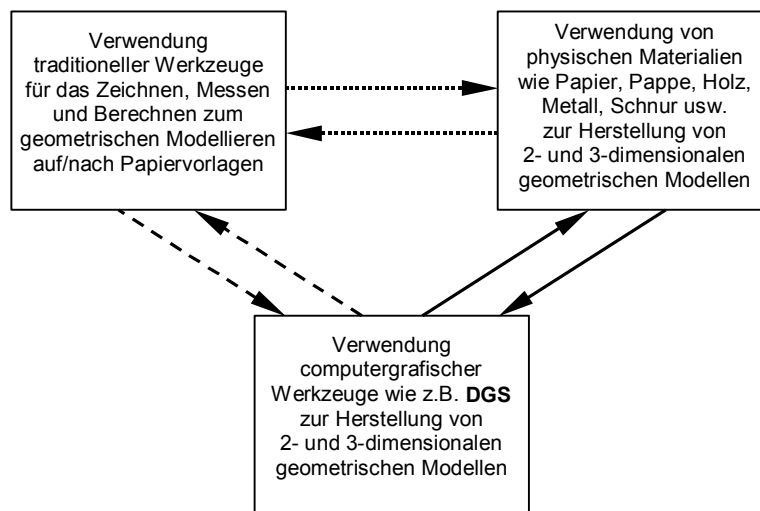 Verwendung
traditioneller Werkzeuge
für das Zeichnen, Messen
und Berechnen zum
geometrischen Modellieren
auf/nach Papiervorlagen
Verwendung von
physischen Materialien
wie Papier, Pappe, Holz,
Metall, Schnur usw.
zur Herstellung von
2- und 3-dimensionalen
geometrischen Modellen
Verwendung
computergrafischer
Werkzeuge wie z.B. DGS
zur Herstellung von
2- und 3-dimensionalen
geometrischen Modellen